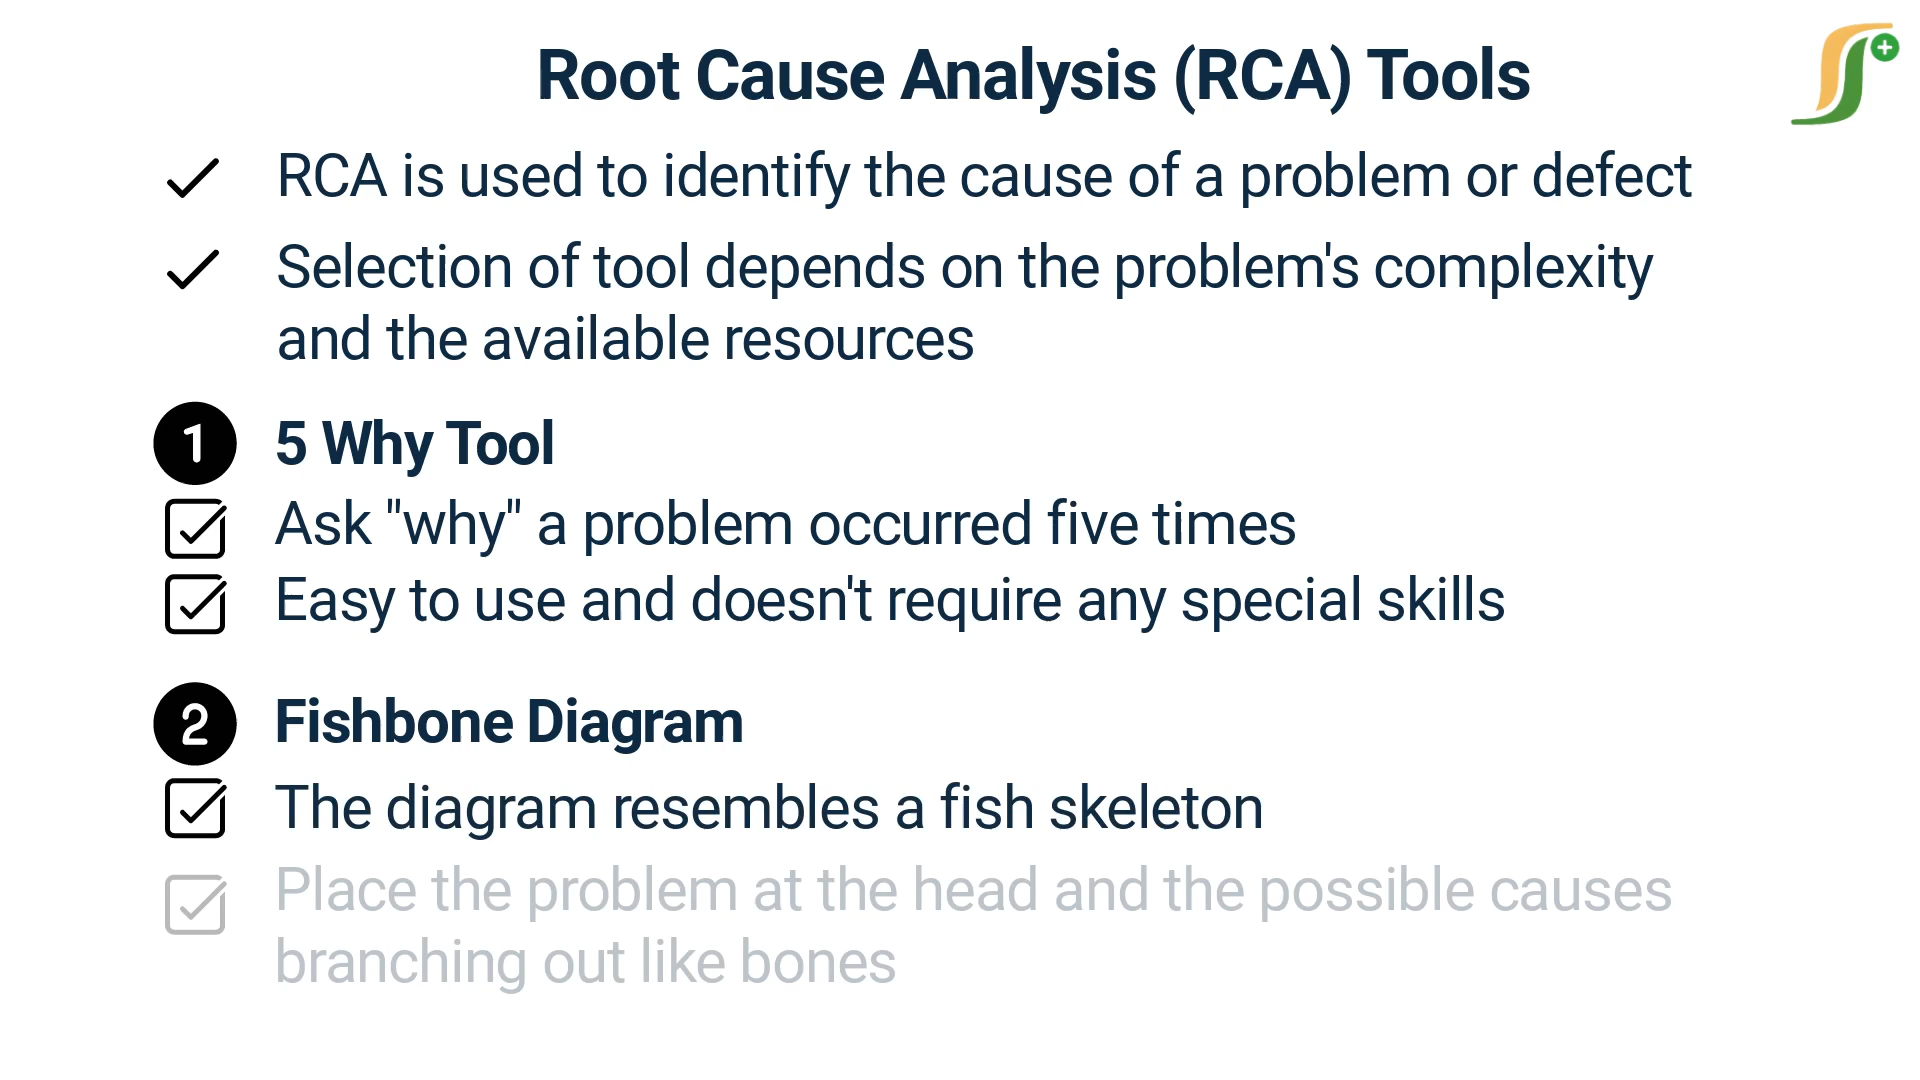 Root Cause Analysis (RCA) Tools
RCA is used to identify the cause of a problem or defect
Selection of tool depends on the problem's complexity
and the available resources
1 5 Why Tool
Ask "why" a problem occurred five times
Easy to use and doesn't require any special skills
2 Fishbone Diagram
The diagram resembles a fish skeleton
Place the problem at the head and the possible causes
branching out like bones